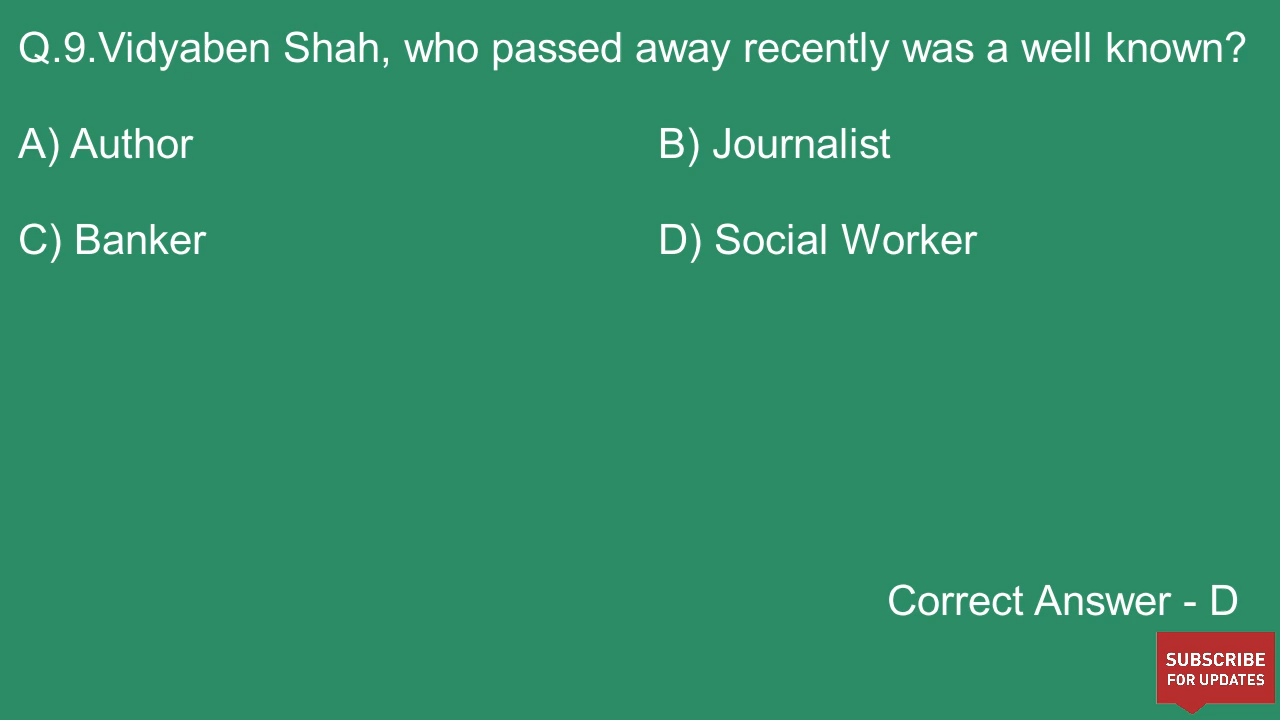 Q.9.Vidyaben Shah, who passed away recently was a well known?
A) Author
B) Journalist
C) Banker
D) Social Worker
Correct Answer - D
SUBSCRIBE
FOR UPDATES